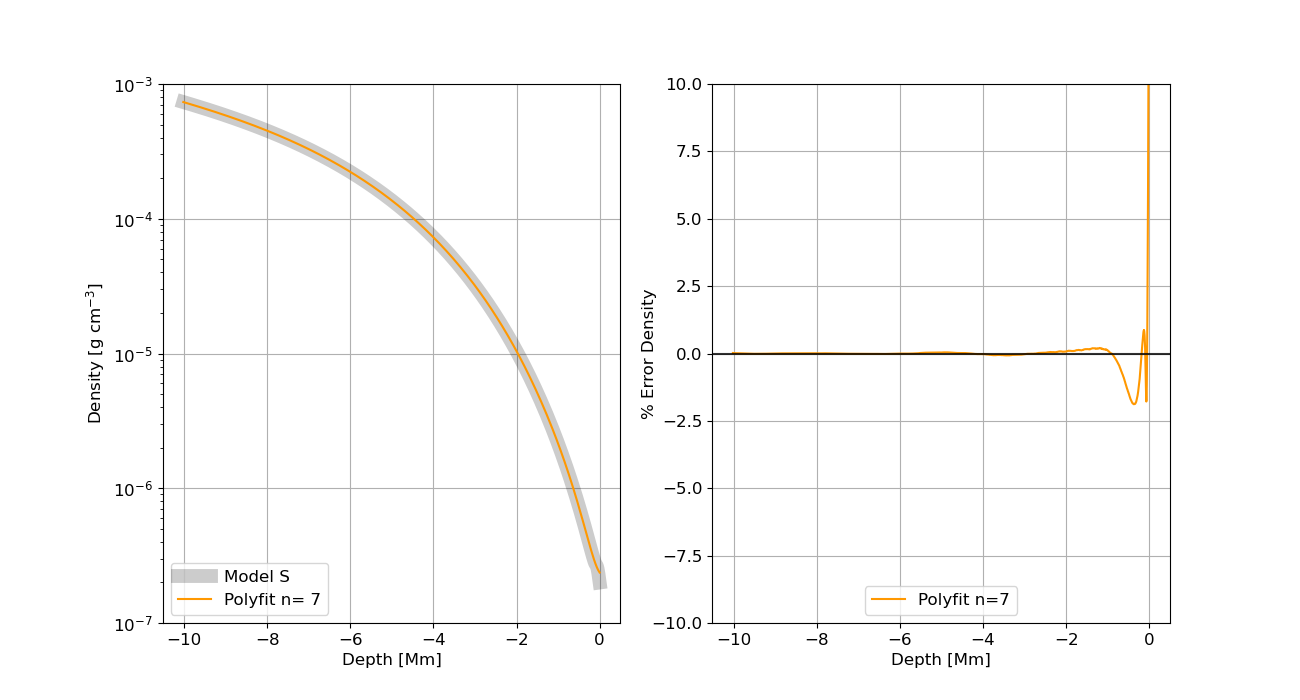 10⁻³
10⁻⁴
10⁻⁵
10⁻⁶
10⁻⁷
Density [g cm⁻³]
−10 −8 −6 −4 −2 0
Depth [Mm]
Model S
Polyfit n= 7
10.0
7.5
5.0
2.5
0.0
−2.5
−5.0
−7.5
−10.0
% Error Density
−10 −8 −6 −4 −2 0
Depth [Mm]
Polyfit n=7